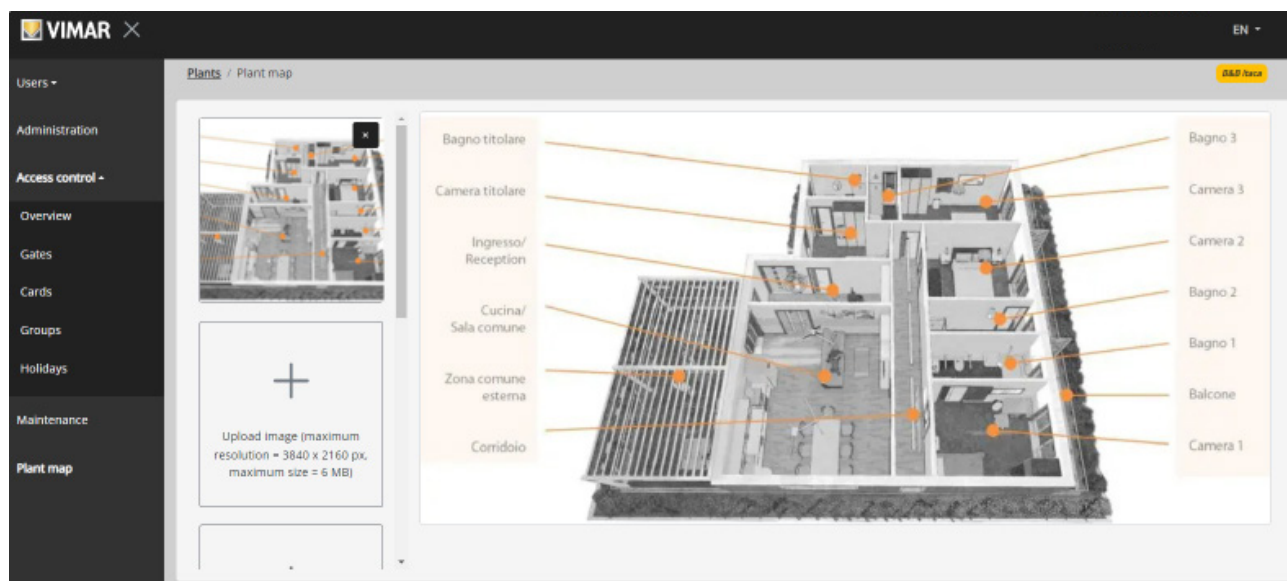 VIMAR
EN
Users
Plants / Plant map
B&B Itaca
Administration
Access control
Overview
Gates
Cards
Groups
Holidays
Maintenance
Plant map
Upload image (maximum
resolution = 3840 x 2160 px,
maximum size = 6 MB)
Bagno titolare
Camera titolare
Ingresso/
Reception
Cucina/
Sala comune
Zona comune
esterna
Corridoio
Bagno 3
Camera 3
Camera 2
Bagno 2
Bagno 1
Balcone
Camera 1